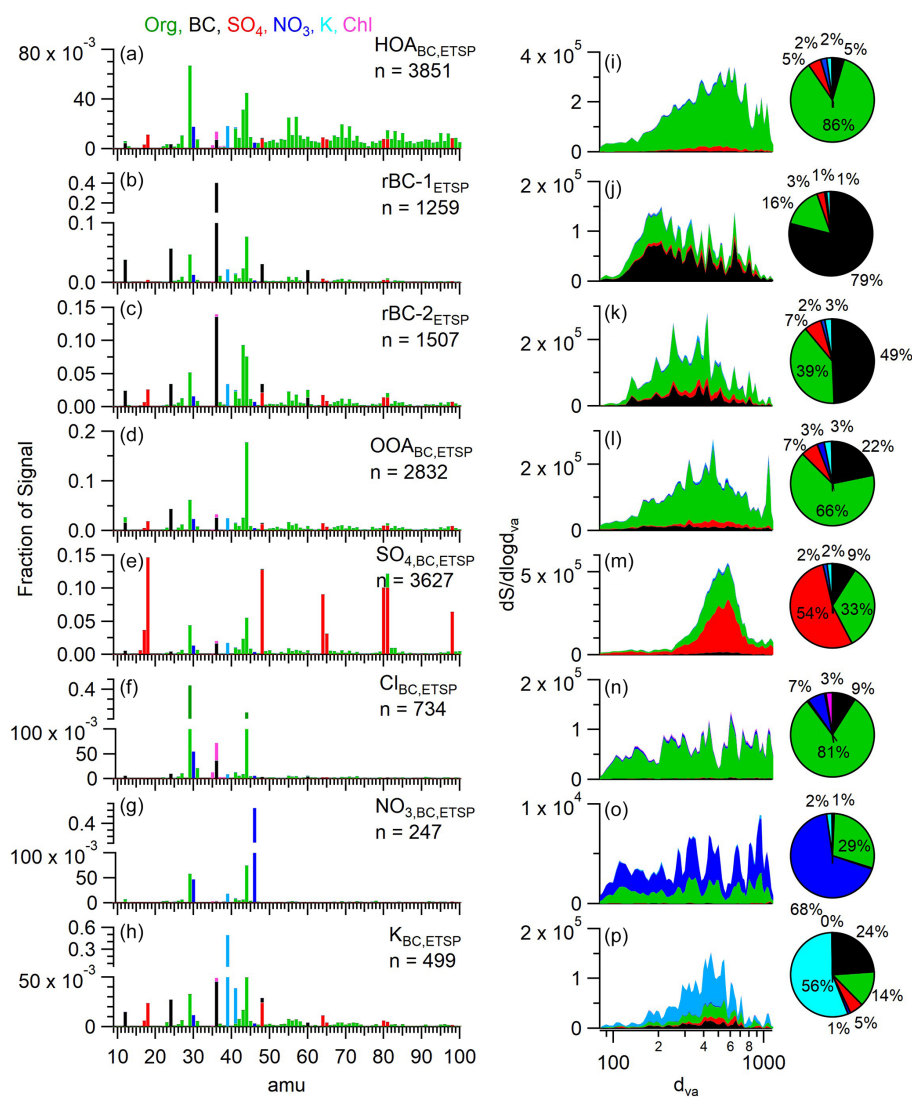 Org, BC, SO4, NO3, K, Chl
80 x 10-3
40
0
(a)
HOABC,ETSP
n = 3851
0.4
0.2
0.1
0.0
(b)
rBC-1ETSP
n = 1259
0.15
0.10
0.05
0.00
(c)
rBC-2ETSP
n = 1507
0.2
0.1
0.0
(d)
OOABC,ETSP
n = 2832
0.15
0.10
0.05
0.00
(e)
SO4,BC,ETSP
n = 3627
0.4
-3
100 x 10
50
0
(f)
ClBC,ETSP
n = 734
0.4
-3
100 x 10
50
0
(g)
NO3,BC,ETSP
n = 247
0.6
0.3
-3
50 x 10
0
(h)
KBC,ETSP
n = 499
10 20 30 40 50 60 70 80 90 100
amu
Fraction of Signal
4 x 105
2
0
(i)
2% 2%
5% 5%
86%
2 x 105
1
0
(j)
3% 1% 1%
16%
79%
2 x 105
0
(k)
2% 3%
7%
49%
39%
2 x 105
0
(l)
3% 3%
7% 22%
66%
5 x 105
0
(m)
2% 2% 9%
54% 33%
2 x 105
1
0
(n)
7% 3% 9%
81%
1 x 104
0
(o)
2% 1%
29%
68%
2 x 105
1
0
(p)
0% 24%
56%
14%
1% 5%
2 4 6 8
100 1000
dva
dS/dlogdva